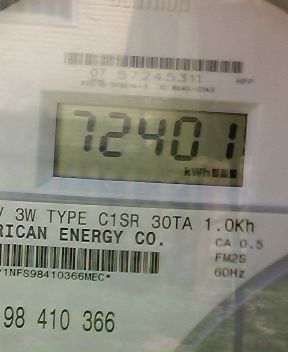 07 57245311
72401
kWh
3W TYPE C1SR 30TA 1.0Kh
RICAN ENERGY CO.
CA 0.5
FM2S
60Hz
1NFS98410366MEC*
98 410 366